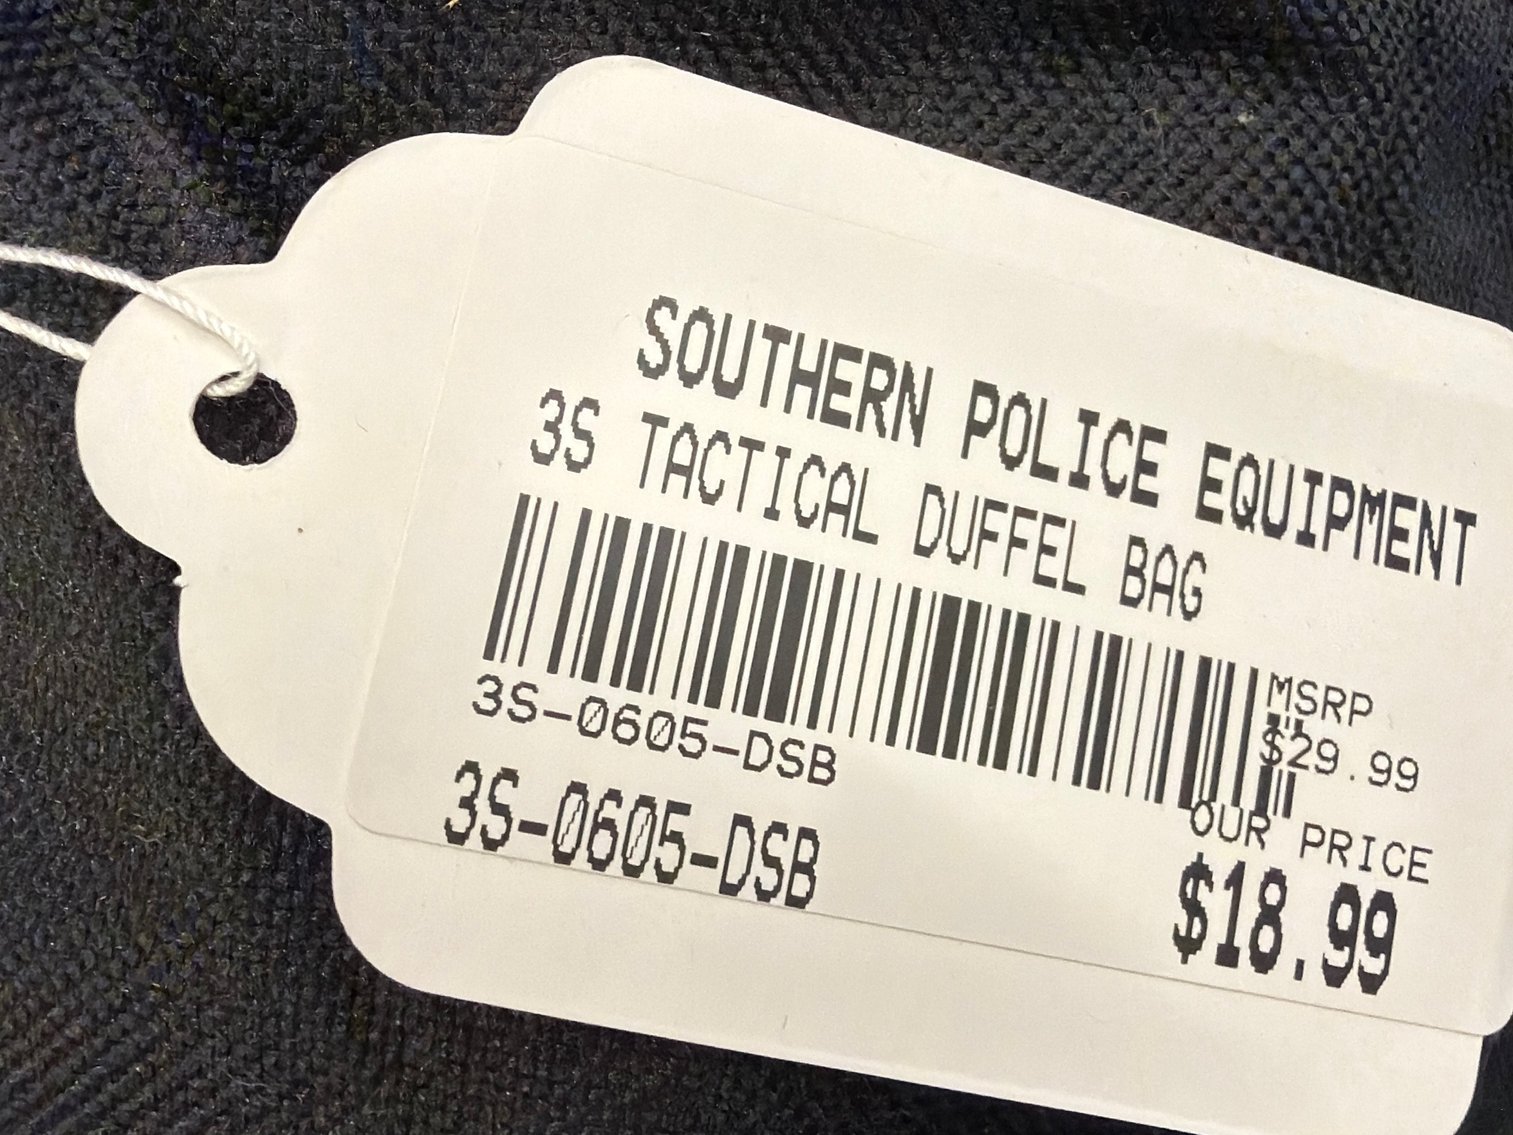 SOUTHERN POLICE EQUIPMENT
3S TACTICAL DUFFEL BAG
MSRP
$29.99
3S-0605-DSB
OUR PRICE
3S-0605-DSB
$18.99